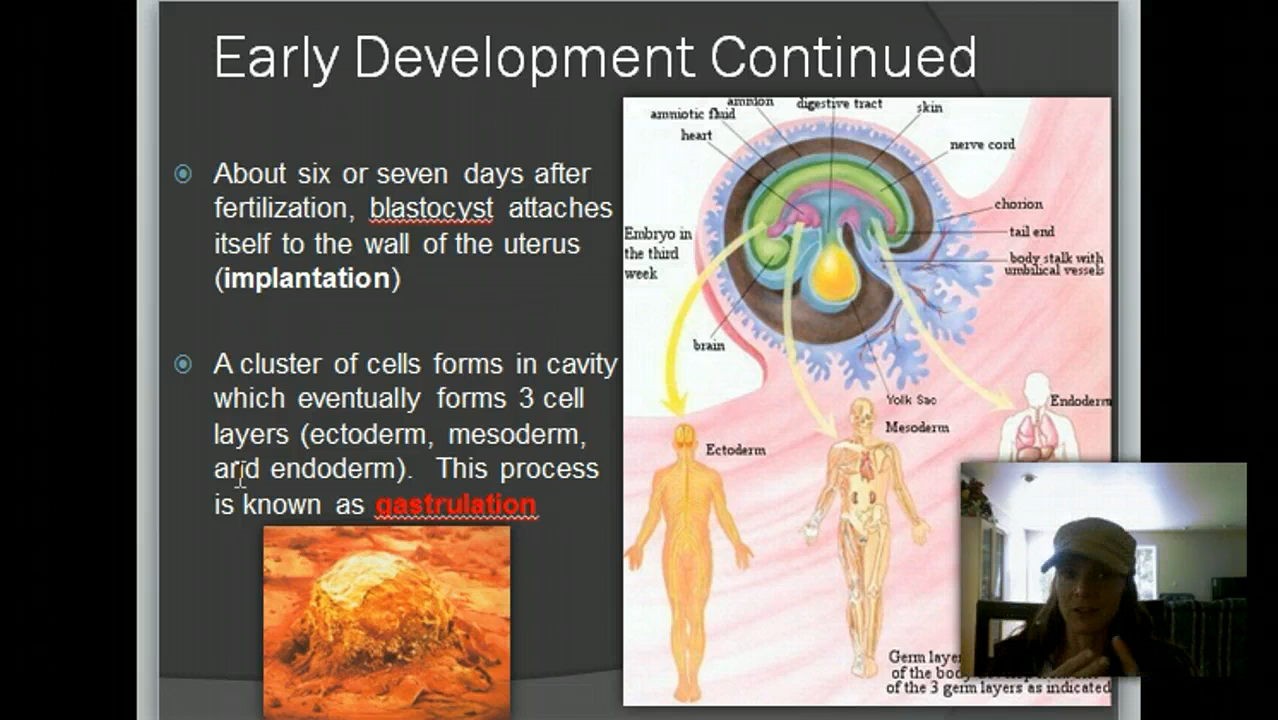 Early Development Continued
About six or seven days after
fertilization, blastocyst attaches
itself to the wall of the uterus
(implantation)
A cluster of cells forms in cavity
which eventually forms 3 cell
layers (ectoderm, mesoderm,
and endoderm). This process
is known as gastrulation
amnion
digestive tract
skin
amniotic fluid
heart
nerve cord
chorion
Embryo in
the third
week
tail end
body stalk with
umbilical vessels
brain
Yolk Sac
Endoderm
Mesoderm
Ectoderm
Germ laye
of the bod
of the 3 germ layers as indicated